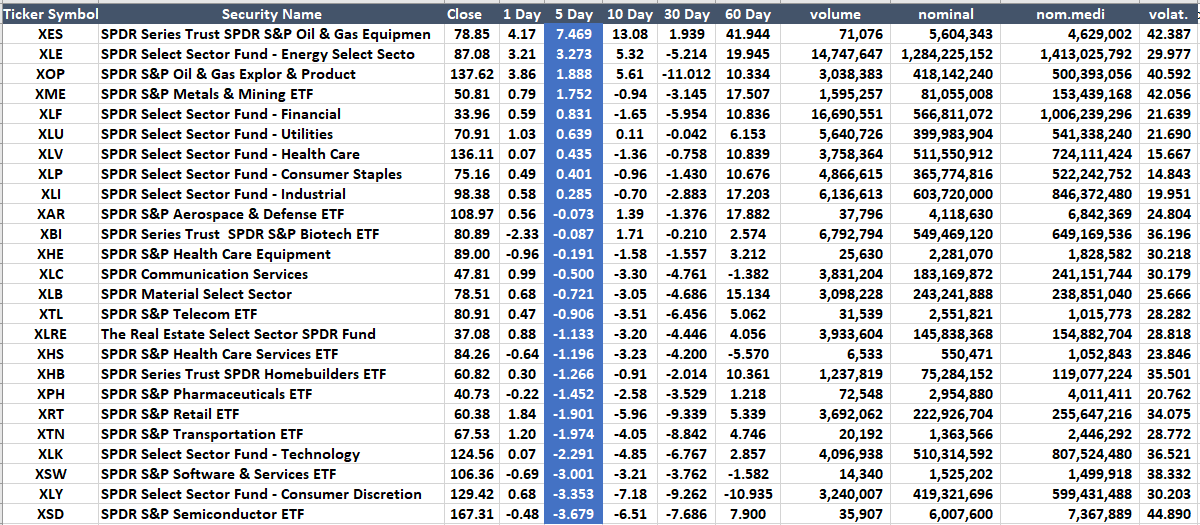 Ticker Symbol Security Name Close 1 Day 5 Day 10 Day 30 Day 60 Day volume nominal nom.medi volat.
XES SPDR Series Trust SPDR S&P Oil & Gas Equipmen 78.85 4.17 7.469 13.08 1.939 41.944 71,076 5,604,343 4,629,002 42.387
XLE SPDR Select Sector Fund - Energy Select Secto 87.08 3.21 3.273 5.32 -5.214 19.945 14,747,647 1,284,225,152 1,413,025,792 29.977
XOP SPDR S&P Oil & Gas Explor & Product 137.62 3.86 1.888 5.61 -11.012 10.334 3,038,383 418,142,240 500,393,056 40.592
XME SPDR S&P Metals & Mining ETF 50.81 0.79 1.752 -0.94 -3.145 17.507 1,595,257 81,055,008 153,439,168 42.056
XLF SPDR Select Sector Fund - Financial 33.96 0.59 0.831 -1.65 -5.954 10.836 16,690,551 566,811,072 1,006,239,296 21.639
XLU SPDR Select Sector Fund - Utilities 70.91 1.03 0.639 0.11 -0.042 6.153 5,640,726 399,983,904 541,338,240 21.690
XLV SPDR Select Sector Fund - Health Care 136.11 0.07 0.435 -1.36 -0.758 10.839 3,758,364 511,550,912 724,111,424 15.667
XLP SPDR Select Sector Fund - Consumer Staples 75.16 0.49 0.401 -0.96 -1.430 10.676 4,866,615 365,774,816 522,242,752 14.843
XLI SPDR Select Sector Fund - Industrial 98.38 0.58 0.285 -0.70 -2.883 17.203 6,136,613 603,720,000 846,372,480 19.951
XAR SPDR S&P Aerospace & Defense ETF 108.97 0.56 -0.073 1.39 -1.376 17.882 37,796 4,118,630 6,842,369 24.804
XBI SPDR Series Trust SPDR S&P Biotech ETF 80.89 -2.33 -0.087 1.71 -0.210 2.574 6,792,794 549,469,120 649,169,536 36.196
XHE SPDR S&P Health Care Equipment 89.00 -0.96 -0.191 -1.58 -1.557 3.212 25,630 2,281,070 1,828,582 30.218
XLC SPDR Communication Services 47.81 0.99 -0.500 -3.30 -4.761 -1.382 3,831,204 183,169,872 241,151,744 30.179
XLB SPDR Material Select Sector 78.51 0.68 -0.721 -3.05 -4.686 15.134 3,098,228 243,241,888 238,851,040 25.666
XTL SPDR S&P Telecom ETF 80.91 0.47 -0.906 -3.51 -6.456 5.062 31,539 2,551,821 1,015,773 28.282
XLRE The Real Estate Select Sector SPDR Fund 37.08 0.88 -1.133 -3.20 -4.446 4.056 3,933,604 145,838,368 154,882,704 28.818
XHS SPDR S&P Health Care Services ETF 84.26 -0.64 -1.196 -3.23 -4.200 -5.570 6,533 550,471 1,052,843 23.846
XHB SPDR Series Trust SPDR Homebuilders ETF 60.82 0.30 -1.266 -0.91 -2.014 10.361 1,237,819 75,284,152 119,077,224 35.501
XPH SPDR S&P Pharmaceuticals ETF 40.73 -0.22 -1.452 -2.58 -3.529 1.218 72,548 2,954,880 4,011,411 20.762
XRT SPDR S&P Retail ETF 60.38 1.84 -1.901 -5.96 -9.339 5.339 3,692,062 222,926,704 255,647,216 34.075
XTN SPDR S&P Transportation ETF 67.53 1.20 -1.974 -4.05 -8.842 4.746 20,192 1,363,566 2,446,292 28.772
XLK SPDR Select Sector Fund - Technology 124.56 0.07 -2.291 -4.85 -6.767 2.857 4,096,938 510,314,592 807,524,480 36.521
XSW SPDR S&P Software & Services ETF 106.36 -0.69 -3.001 -3.21 -3.762 -1.582 14,340 1,525,202 1,499,918 38.332
XLY SPDR Select Sector Fund - Consumer Discretion 129.42 0.68 -3.353 -7.18 -9.262 -10.935 3,240,007 419,321,696 599,431,488 30.203
XSD SPDR S&P Semiconductor ETF 167.31 -0.48 -3.679 -6.51 -7.686 7.900 35,907 6,007,600 7,367,889 44.890